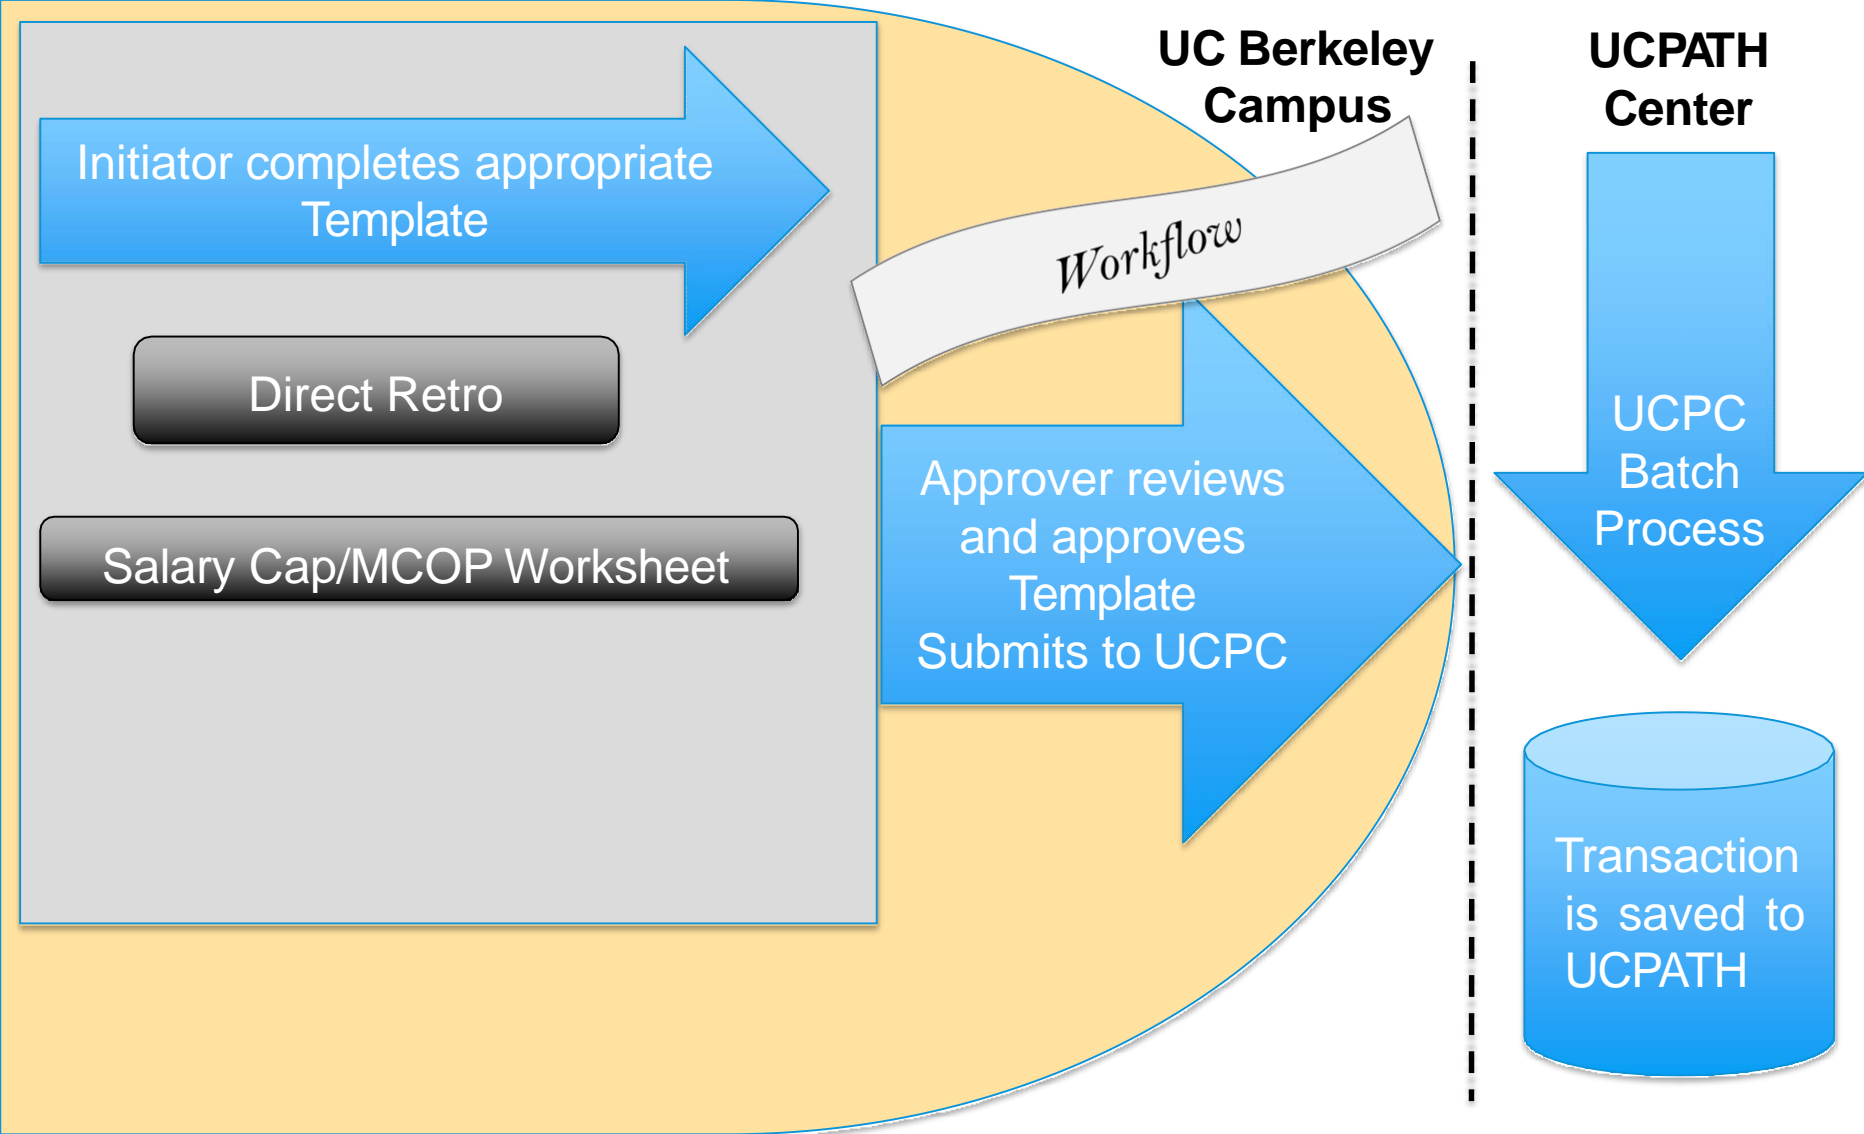 UC Berkeley
Campus
UCPATH
Center
Initiator completes appropriate
Template
Workflow
Direct Retro
Salary Cap/MCOP Worksheet
Approver reviews
and approves
Template
Submits to UCPC
UCPC
Batch
Process
Transaction
is saved to
UCPATH